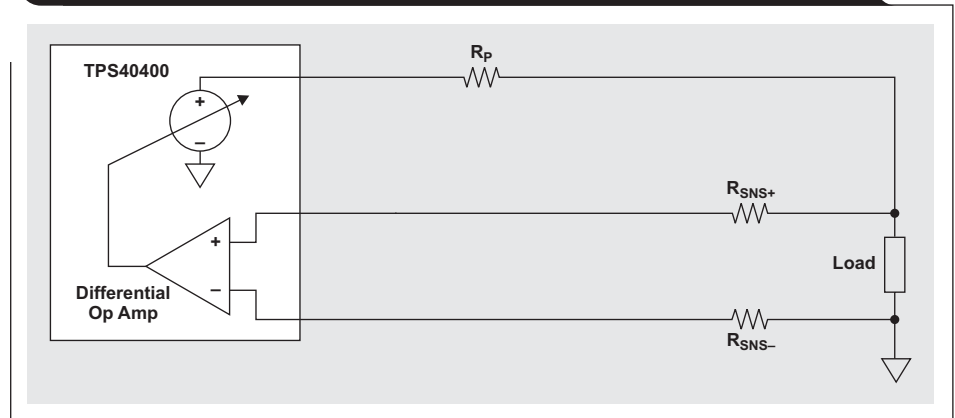 TPS40400
R_P
+
–
R_SNS+
+
Load
Differential
Op Amp
–
R_SNS–